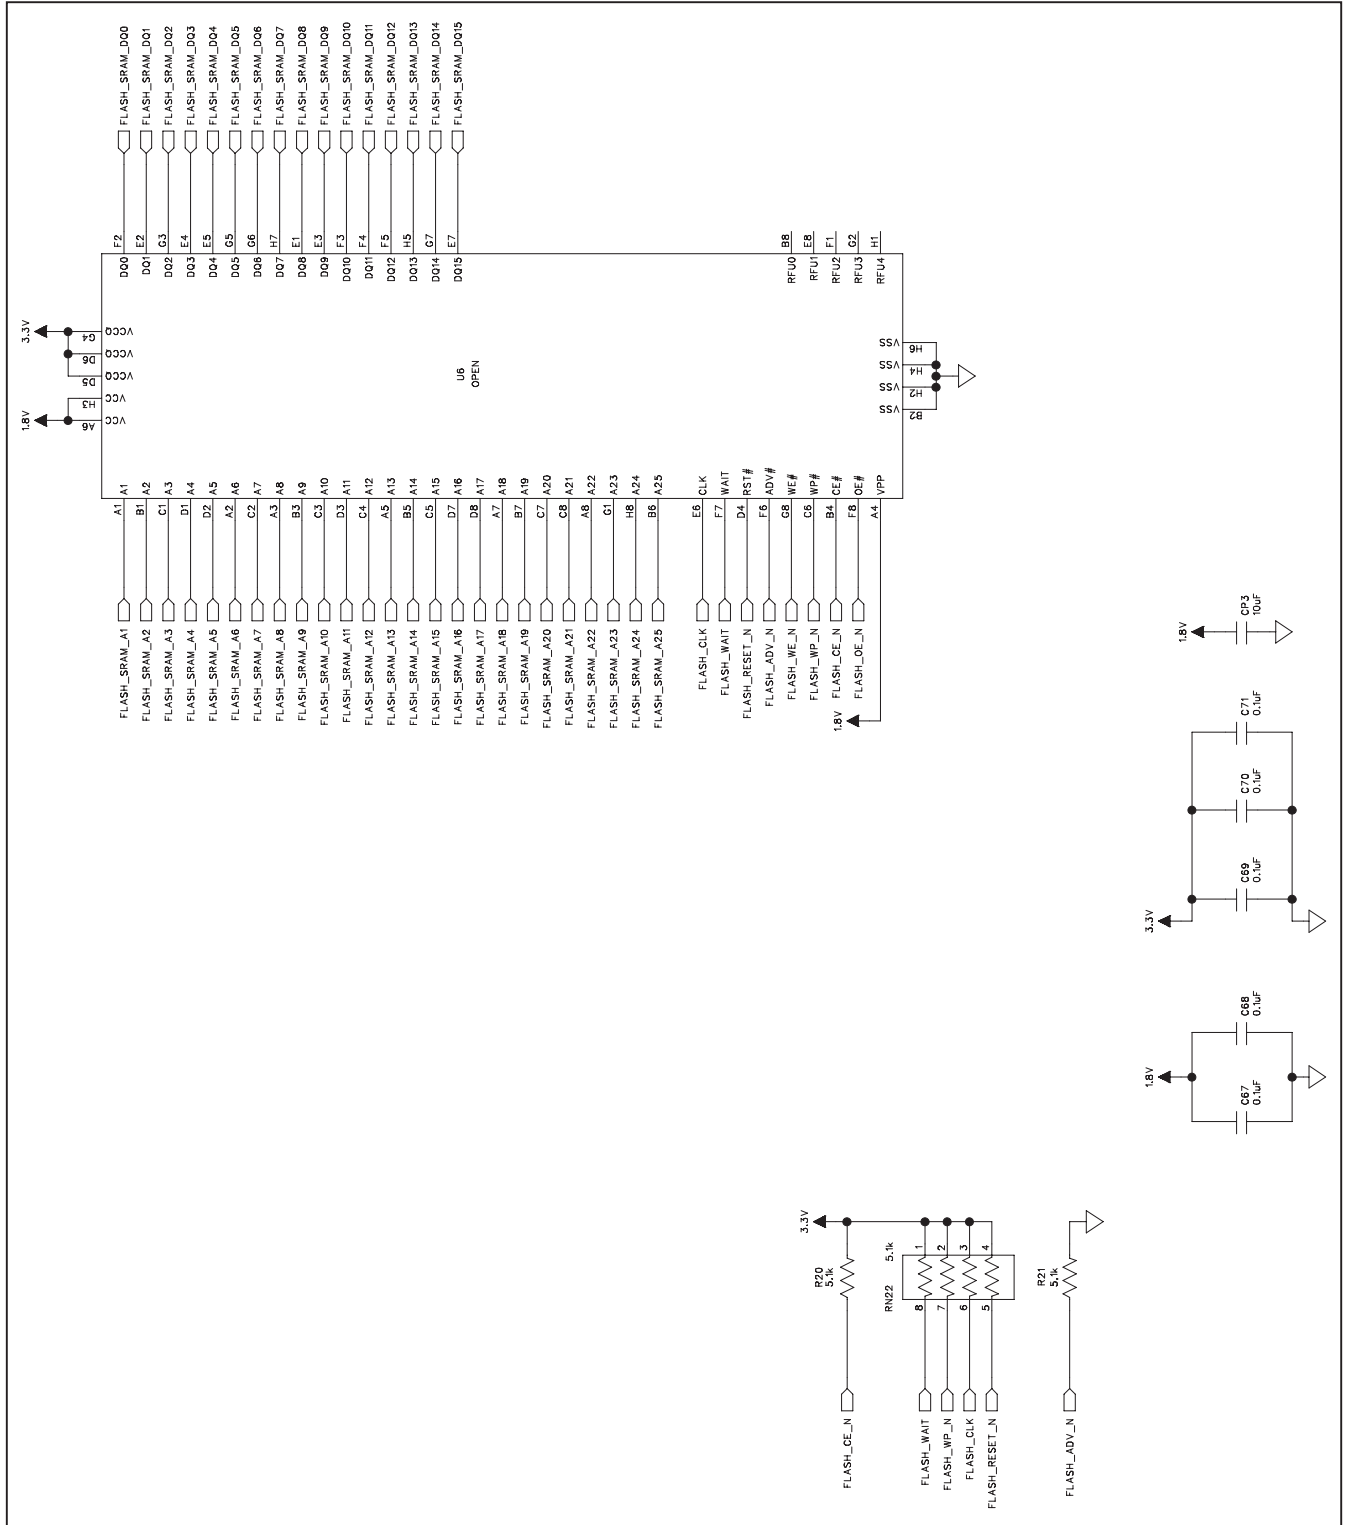 FLASH_SRAM_DQ0
FLASH_SRAM_DQ1
FLASH_SRAM_DQ2
FLASH_SRAM_DQ3
FLASH_SRAM_DQ4
FLASH_SRAM_DQ5
FLASH_SRAM_DQ6
FLASH_SRAM_DQ7
FLASH_SRAM_DQ8
FLASH_SRAM_DQ9
FLASH_SRAM_DQ10
FLASH_SRAM_DQ11
FLASH_SRAM_DQ12
FLASH_SRAM_DQ13
FLASH_SRAM_DQ14
FLASH_SRAM_DQ15
F2
E2
G3
E4
E5
G5
G6
H7
E1
E3
F3
F4
F5
H5
G7
E7
DQ0
DQ1
DQ2
DQ3
DQ4
DQ5
DQ6
DQ7
DQ8
DQ9
DQ10
DQ11
DQ12
DQ13
DQ14
DQ15
B8
E8
F1
G2
H1
RFU0
RFU1
RFU2
RFU3
RFU4
3.3V
1.8V
G4
D6
D5
H3
A6
VCCQ
VCCQ
VCCQ
VCC
VCC
U6
OPEN
VSS
VSS
VSS
VSS
H6
H4
H2
B2
A1
A2
A3
A4
A5
A6
A7
A8
A9
A10
A11
A12
A13
A14
A15
A16
A17
A18
A19
A20
A21
A22
A23
A24
A25
CLK
WAIT
RST#
ADV#
WE#
WP#
CE#
OE#
VPP
A1
B1
C1
D1
D2
A2
C2
A3
B3
C3
D3
C4
A5
B5
C5
D7
D8
A7
B7
C7
C8
A8
G1
H8
B6
E6
F7
D4
F6
G8
C6
B4
F8
A4
FLASH_SRAM_A1
FLASH_SRAM_A2
FLASH_SRAM_A3
FLASH_SRAM_A4
FLASH_SRAM_A5
FLASH_SRAM_A6
FLASH_SRAM_A7
FLASH_SRAM_A8
FLASH_SRAM_A9
FLASH_SRAM_A10
FLASH_SRAM_A11
FLASH_SRAM_A12
FLASH_SRAM_A13
FLASH_SRAM_A14
FLASH_SRAM_A15
FLASH_SRAM_A16
FLASH_SRAM_A17
FLASH_SRAM_A18
FLASH_SRAM_A19
FLASH_SRAM_A20
FLASH_SRAM_A21
FLASH_SRAM_A22
FLASH_SRAM_A23
FLASH_SRAM_A24
FLASH_SRAM_A25
FLASH_CLK
FLASH_WAIT
FLASH_RESET_N
FLASH_ADV_N
FLASH_WE_N
FLASH_WP_N
FLASH_CE_N
FLASH_OE_N
1.8V
1.8V
CP3
10uF
3.3V
C69
0.1uF
C70
0.1uF
C71
0.1uF
1.8V
C67
0.1uF
C68
0.1uF
3.3V
R20
5.1k
RN22
5.1k
1
2
3
4
8
7
6
5
R21
5.1k
FLASH_CE_N
FLASH_WAIT
FLASH_WP_N
FLASH_CLK
FLASH_RESET_N
FLASH_ADV_N